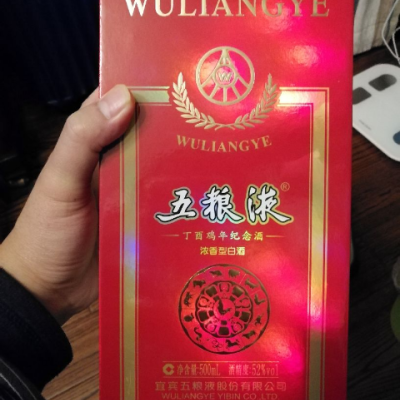 WULIANGYE
WULIANGYE
五粮液®
丁酉鸡年纪念酒
浓香型白酒
净含量:500mL 酒精度:52%vol
宜宾五粮液股份有限公司
WULIANGYE YIBIN CO.,LTD